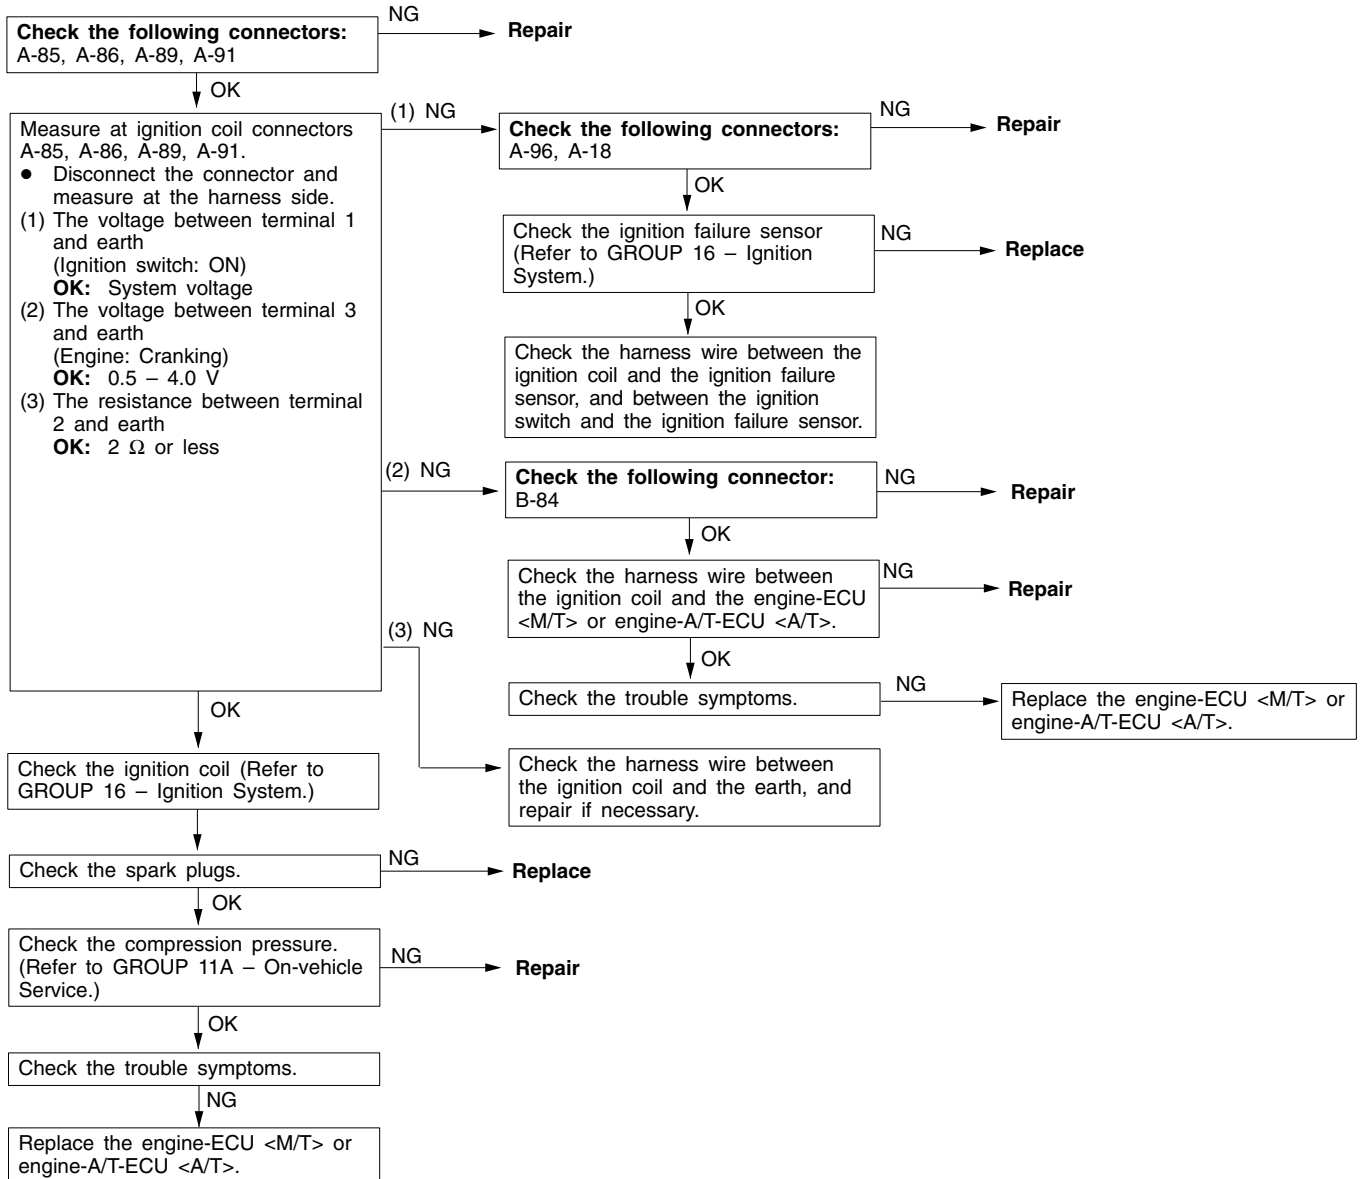 Check the following connectors:
A-85, A-86, A-89, A-91
NG
Repair
OK
Measure at ignition coil connectors
A-85, A-86, A-89, A-91.
● Disconnect the connector and
measure at the harness side.
(1) The voltage between terminal 1
and earth
(Ignition switch: ON)
OK: System voltage
(2) The voltage between terminal 3
and earth
(Engine: Cranking)
OK: 0.5 – 4.0 V
(3) The resistance between terminal
2 and earth
OK: 2 Ω or less
(1) NG
Check the following connectors:
A-96, A-18
NG
Repair
OK
Check the ignition failure sensor
(Refer to GROUP 16 – Ignition
System.)
NG
Replace
OK
Check the harness wire between the
ignition coil and the ignition failure
sensor, and between the ignition
switch and the ignition failure sensor.
(2) NG
Check the following connector:
B-84
NG
Repair
OK
Check the harness wire between
the ignition coil and the engine-ECU
<M/T> or engine-A/T-ECU <A/T>.
NG
Repair
OK
Check the trouble symptoms.
NG
Replace the engine-ECU <M/T> or
engine-A/T-ECU <A/T>.
(3) NG
Check the harness wire between
the ignition coil and the earth, and
repair if necessary.
OK
Check the ignition coil (Refer to
GROUP 16 – Ignition System.)
Check the spark plugs.
NG
Replace
OK
Check the compression pressure.
(Refer to GROUP 11A – On-vehicle
Service.)
NG
Repair
OK
Check the trouble symptoms.
NG
Replace the engine-ECU <M/T> or
engine-A/T-ECU <A/T>.